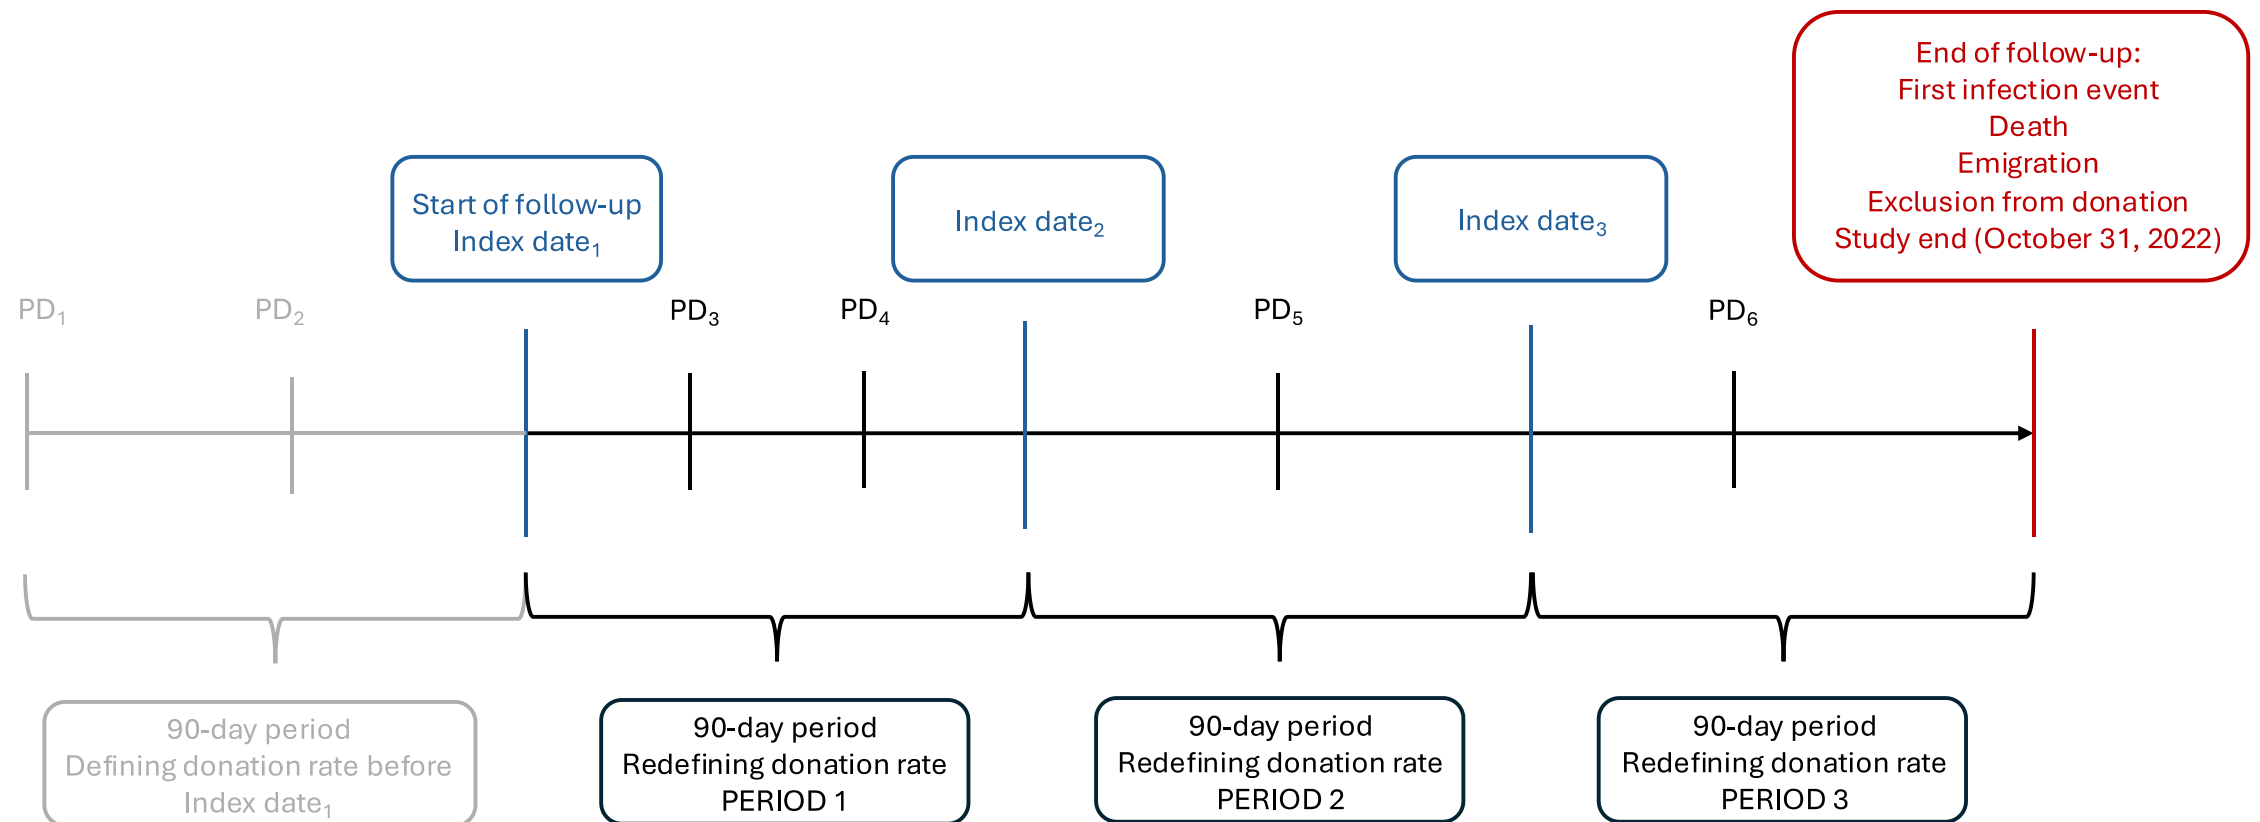 End of follow-up:
First infection event
Death
Emigration
Exclusion from donation
Study end (October 31, 2022)
Start of follow-up
Index date₁
Index date₂
Index date₃
PD₁
PD₂
PD₃
PD₄
PD₅
PD₆
90-day period
Defining donation rate before
Index date₁
90-day period
Redefining donation rate
PERIOD 1
90-day period
Redefining donation rate
PERIOD 2
90-day period
Redefining donation rate
PERIOD 3